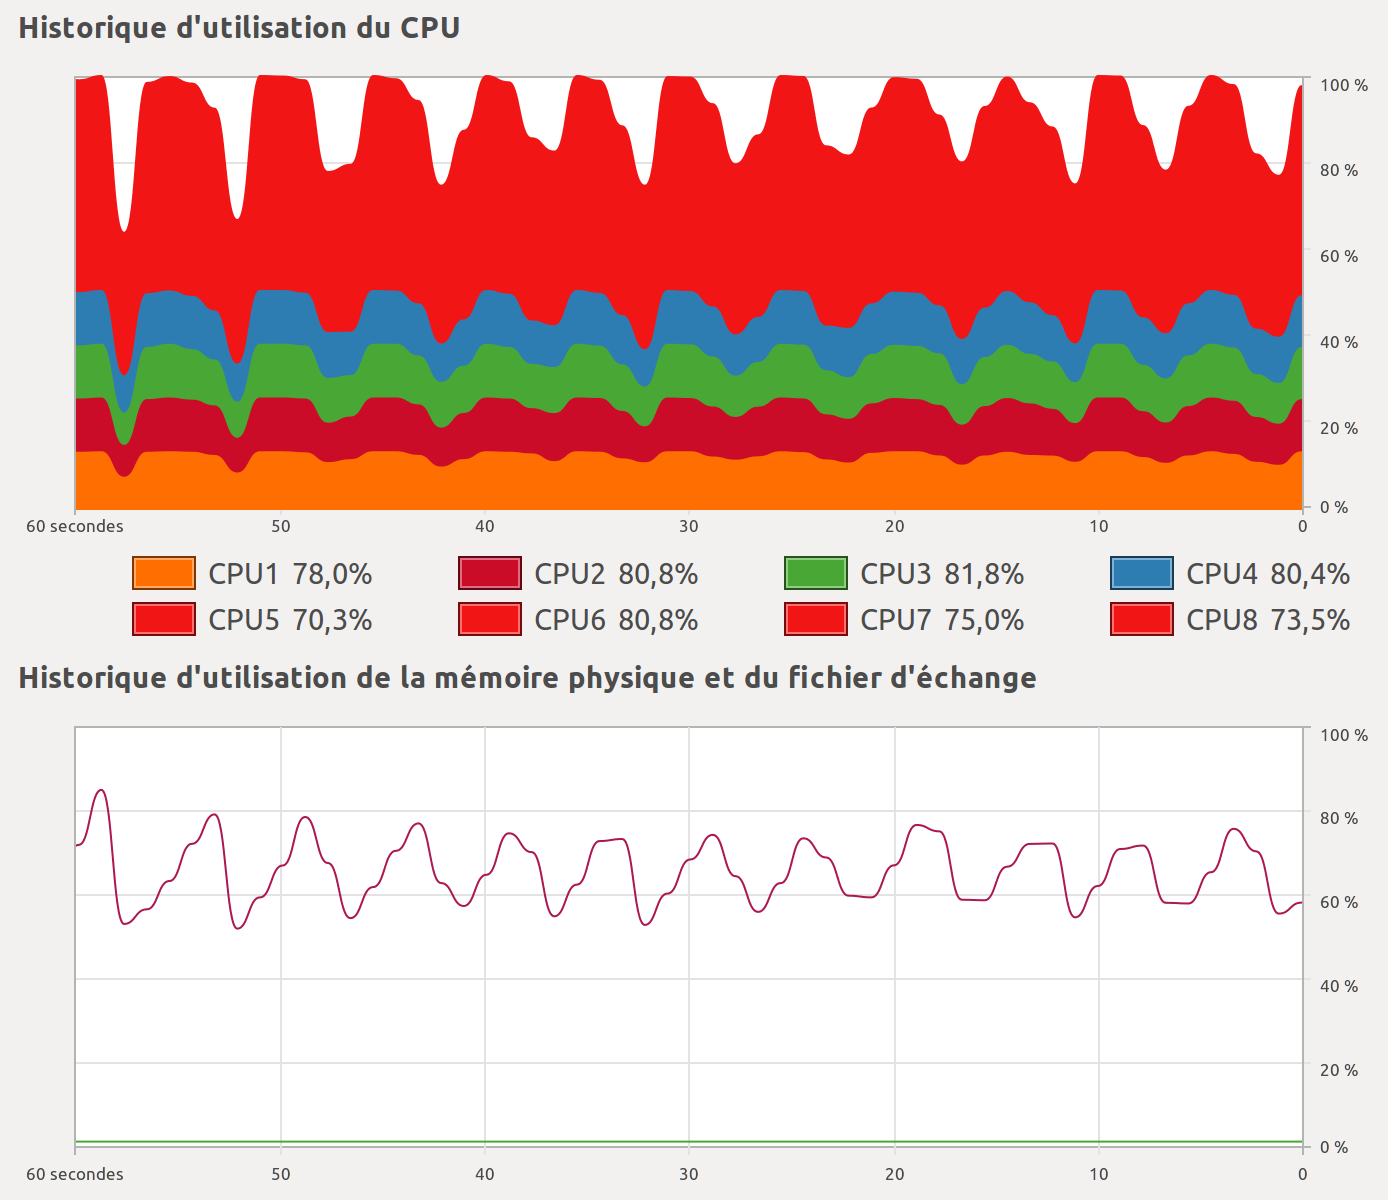 Historique d'utilisation du CPU
100 %
80 %
60 %
40 %
20 %
0 %
60 secondes 50 40 30 20 10 0
CPU1 78,0% CPU2 80,8% CPU3 81,8% CPU4 80,4%
CPU5 70,3% CPU6 80,8% CPU7 75,0% CPU8 73,5%
Historique d'utilisation de la mémoire physique et du fichier d'échange
100 %
80 %
60 %
40 %
20 %
0 %
60 secondes 50 40 30 20 10 0